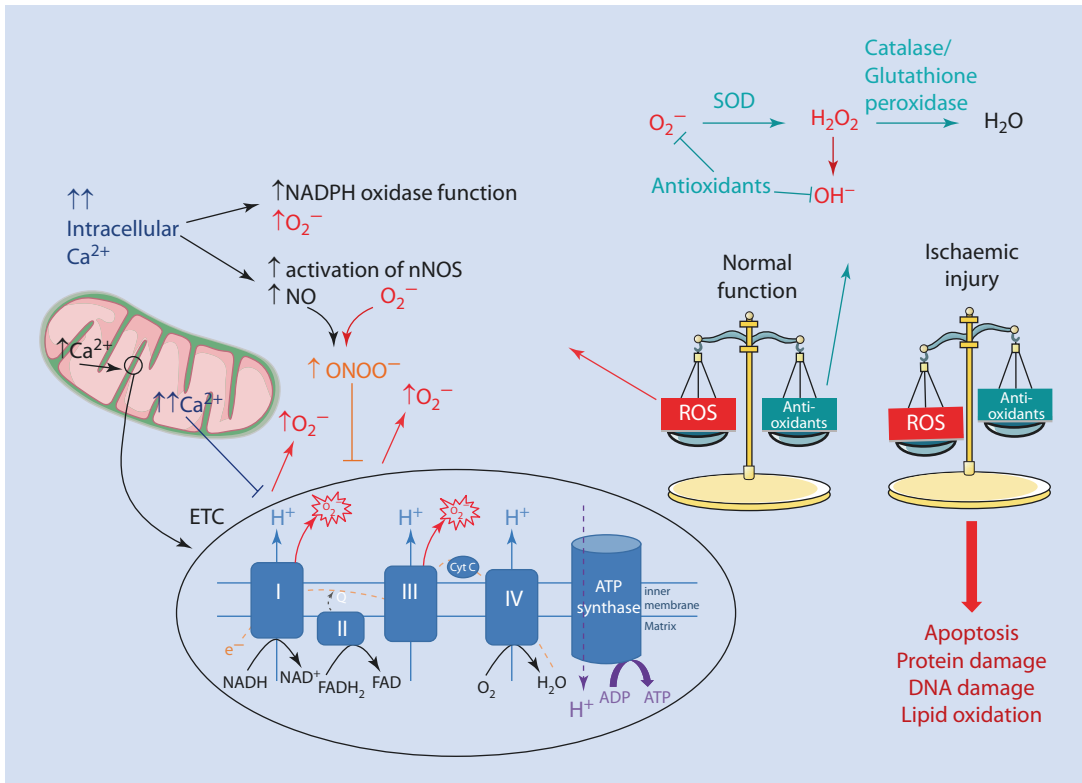 Catalase/
Glutathione
peroxidase
SOD
O₂⁻
H₂O₂
H₂O
Antioxidants
OH⁻
↑↑
Intracellular
Ca²⁺
↑NADPH oxidase function
↑O₂⁻
↑ activation of nNOS
↑ NO
O₂⁻
↑ ONOO⁻
↑Ca²⁺
↑↑Ca²⁺
↑O₂⁻
↑O₂⁻
Normal
function
Ischaemic
injury
ROS
Anti-
oxidants
ROS
Anti-
oxidants
ETC
H⁺
O₂⁻
H⁺
O₂⁻
H⁺
Cyt C
I
Q
II
III
IV
ATP
synthase
inner
membrane
Matrix
e⁻
NADH
NAD⁺
FADH₂
FAD
O₂
H₂O
H⁺
ADP
ATP
Apoptosis
Protein damage
DNA damage
Lipid oxidation